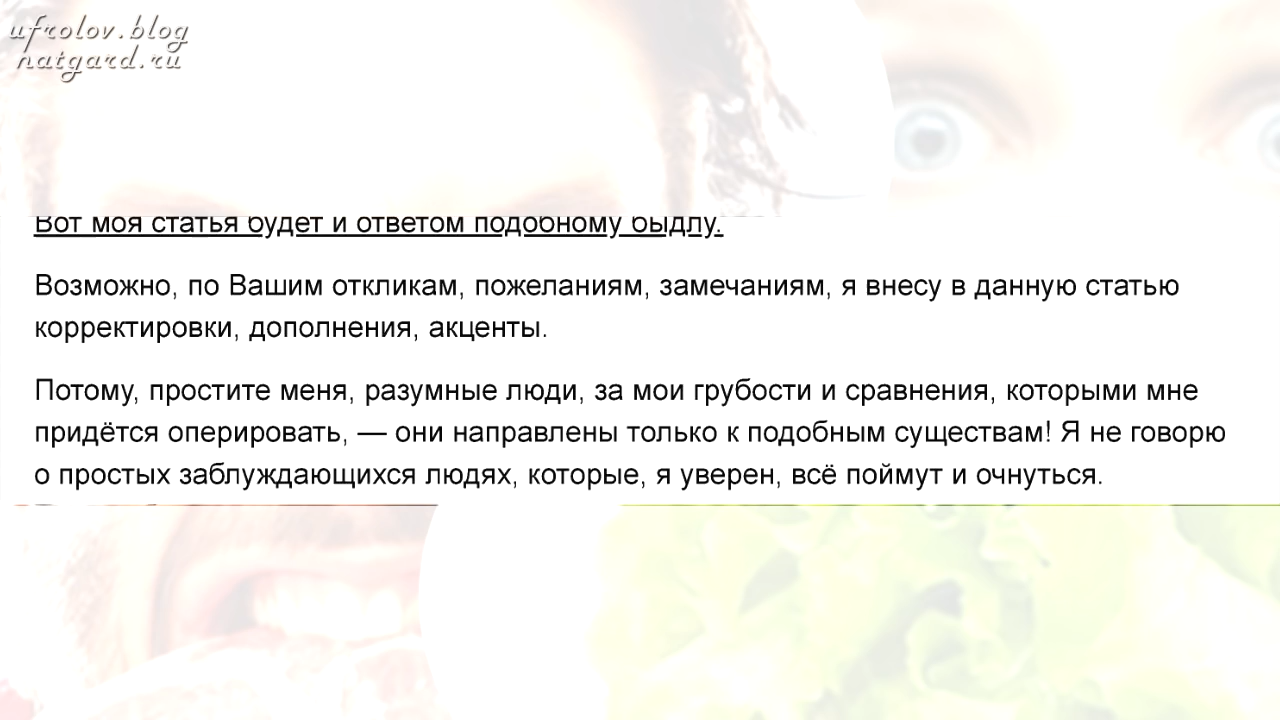 ufrolov.blog
natgard.ru
Вот моя статья будет и ответом подобному быдлу.
Возможно, по Вашим откликам, пожеланиям, замечаниям, я внесу в данную статью
корректировки, дополнения, акценты.
Потому, простите меня, разумные люди, за мои грубости и сравнения, которыми мне
придётся оперировать, — они направлены только к подобным существам! Я не говорю
о простых заблуждающихся людях, которые, я уверен, всё поймут и очнуться.